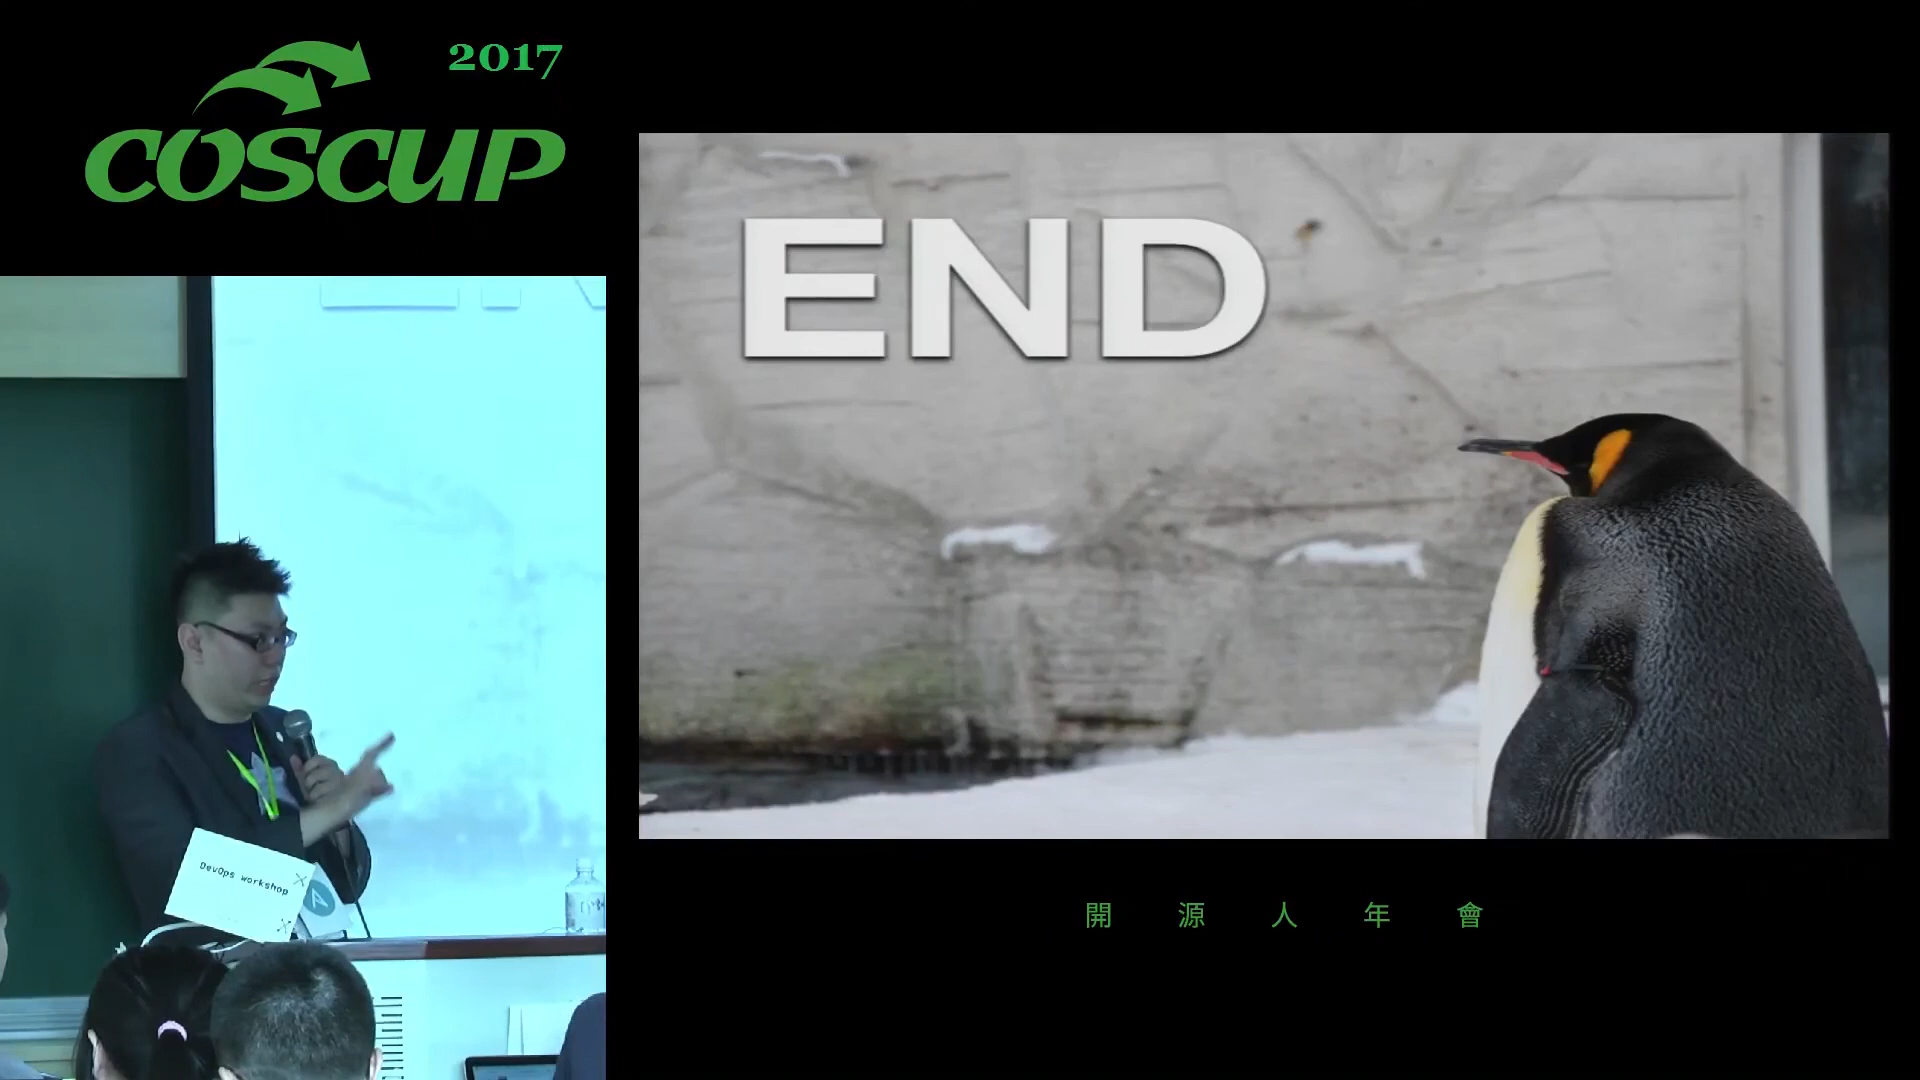 2017
COSCUP
END
DevOps workshop
開源人年會